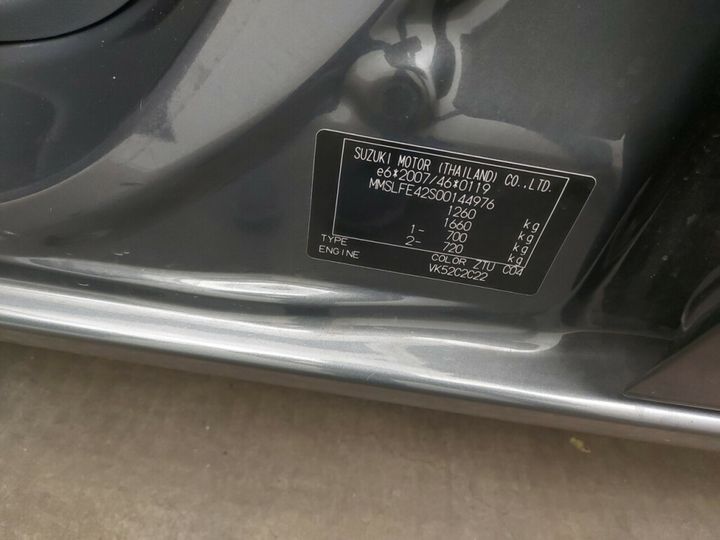 SUZUKI MOTOR (THAILAND) CO.,LTD.
e6*2007/46*0119
MMSLFE42S00144976
1260 kg
1660 kg
1- 700 kg
2- 720 kg
TYPE COLOR ZTU C04
ENGINE VK52C2C22